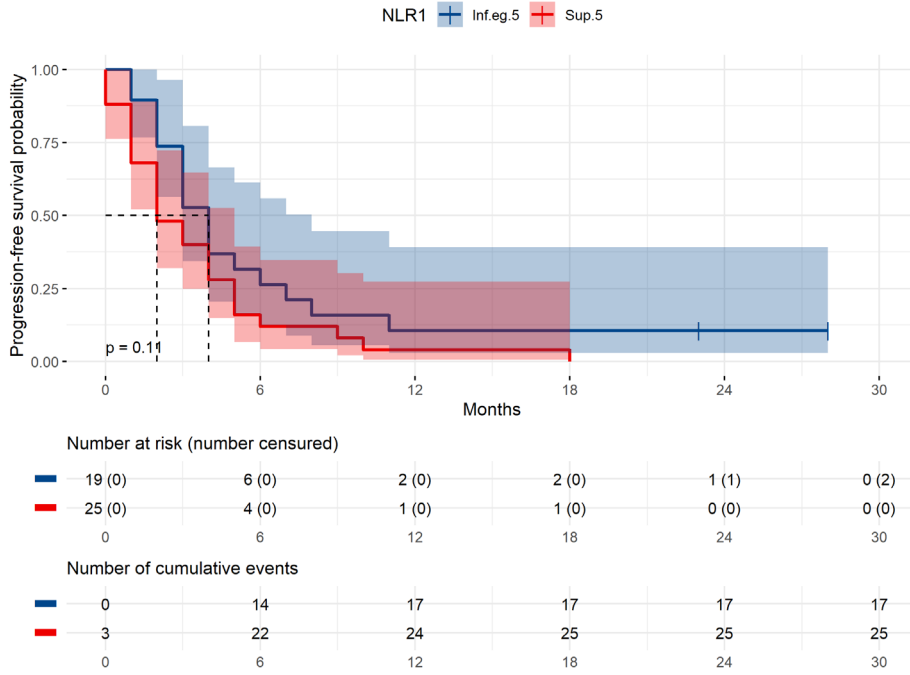 NLR1 Inf.eg.5 Sup.5
Progression-free survival probability
1.00
0.75
0.50
0.25
0.00
p = 0.11
0 6 12 18 24 30
Months
Number at risk (number censured)
19 (0) 6 (0) 2 (0) 2 (0) 1 (1) 0 (2)
25 (0) 4 (0) 1 (0) 1 (0) 0 (0) 0 (0)
0 6 12 18 24 30
Number of cumulative events
0 14 17 17 17 17
3 22 24 25 25 25
0 6 12 18 24 30